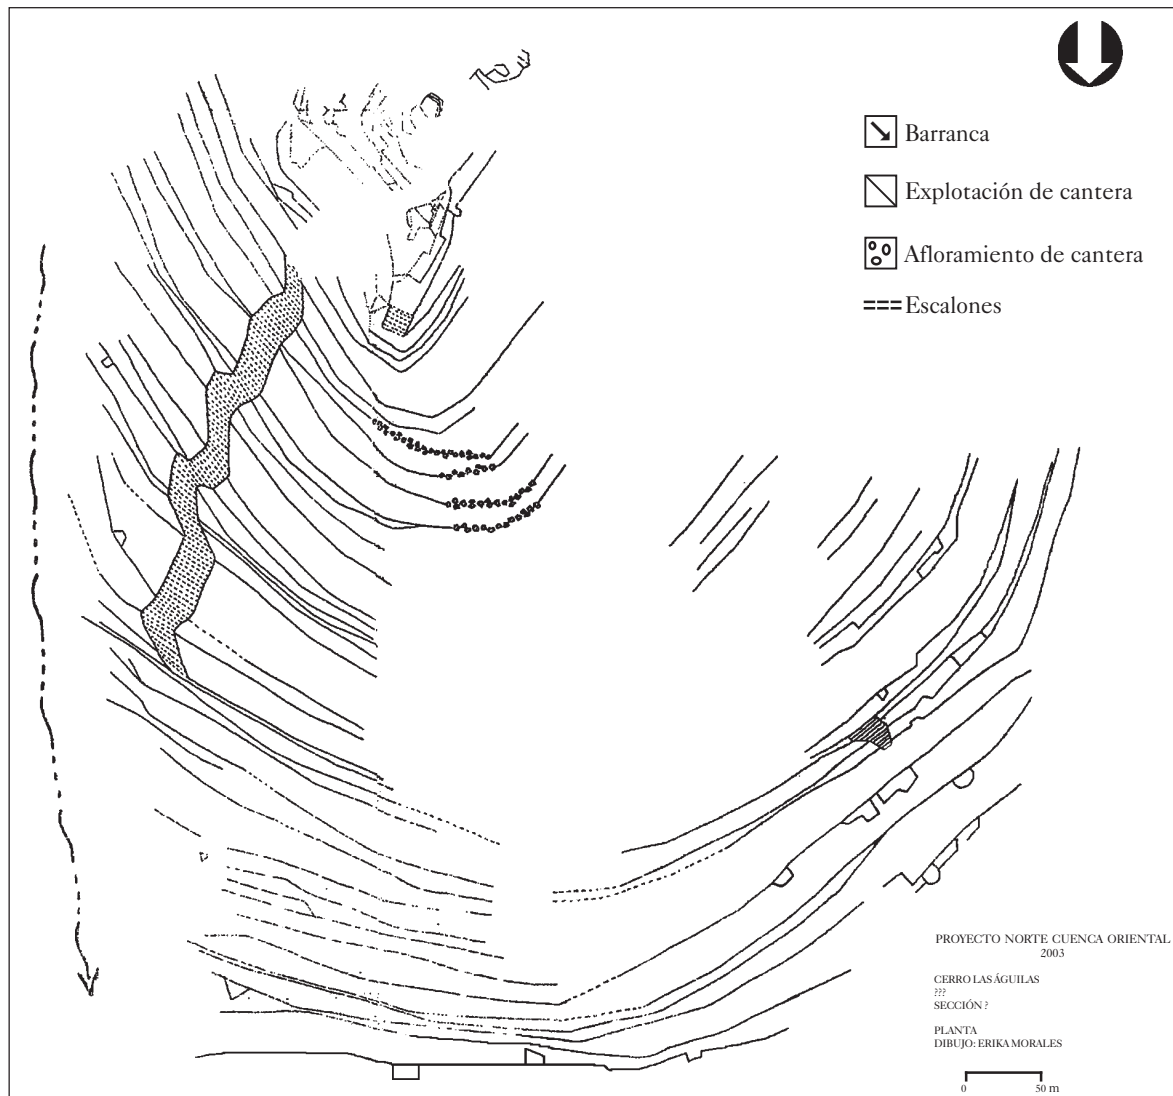 Barranca
Explotación de cantera
Afloramiento de cantera
Escalones
PROYECTO NORTE CUENCA ORIENTAL
2003
CERRO LAS ÁGUILAS
???
SECCIÓN ?
PLANTA
DIBUJO: ERIKA MORALES
0 50 m